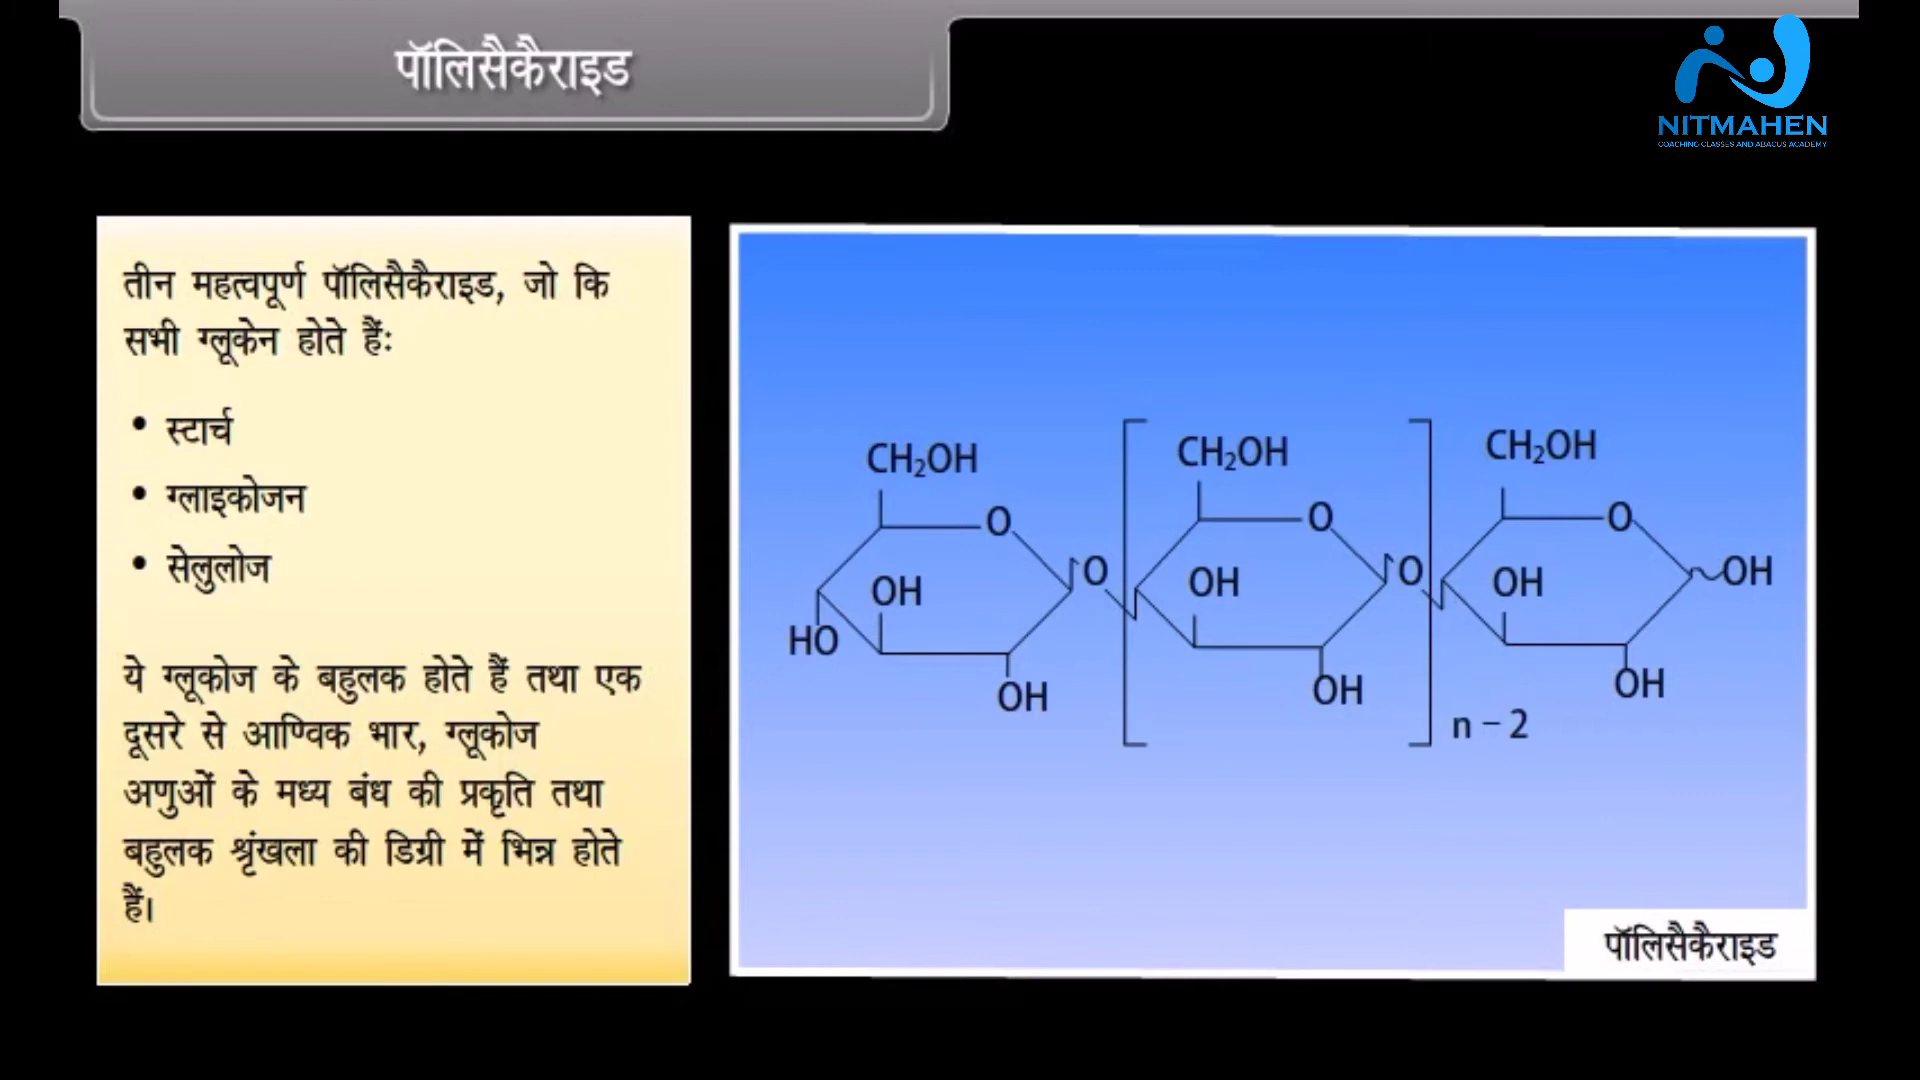 पॉलिसैकैराइड
NITMAHEN
COACHING CLASSES AND ABACUS ACADEMY
तीन महत्वपूर्ण पॉलिसैकैराइड, जो कि
सभी ग्लूकेन होते हैंः
• स्टार्च
• ग्लाइकोजन
• सेलुलोज
ये ग्लूकोज के बहुलक होते हैं तथा एक
दूसरे से आण्विक भार, ग्लूकोज
अणुओं के मध्य बंध की प्रकृति तथा
बहुलक श्रृंखला की डिग्री में भिन्न होते
हैं।
CH₂OH CH₂OH CH₂OH
O O O
O O OH
OH OH OH
HO
OH OH OH
n – 2
पॉलिसैकैराइड